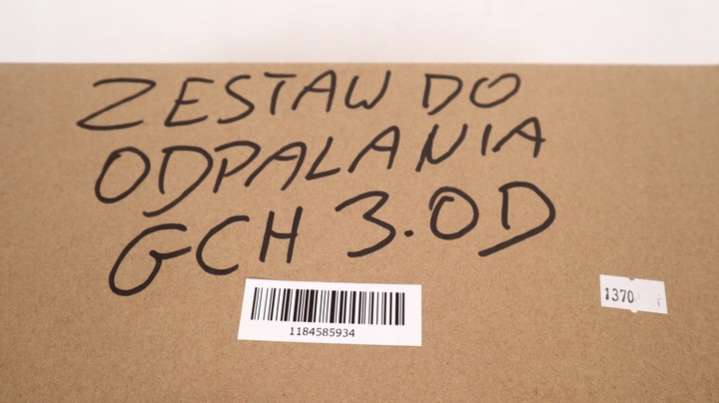 ZESTAW DO
ODPALANIA
GCH 3.0D
1184585934
1370